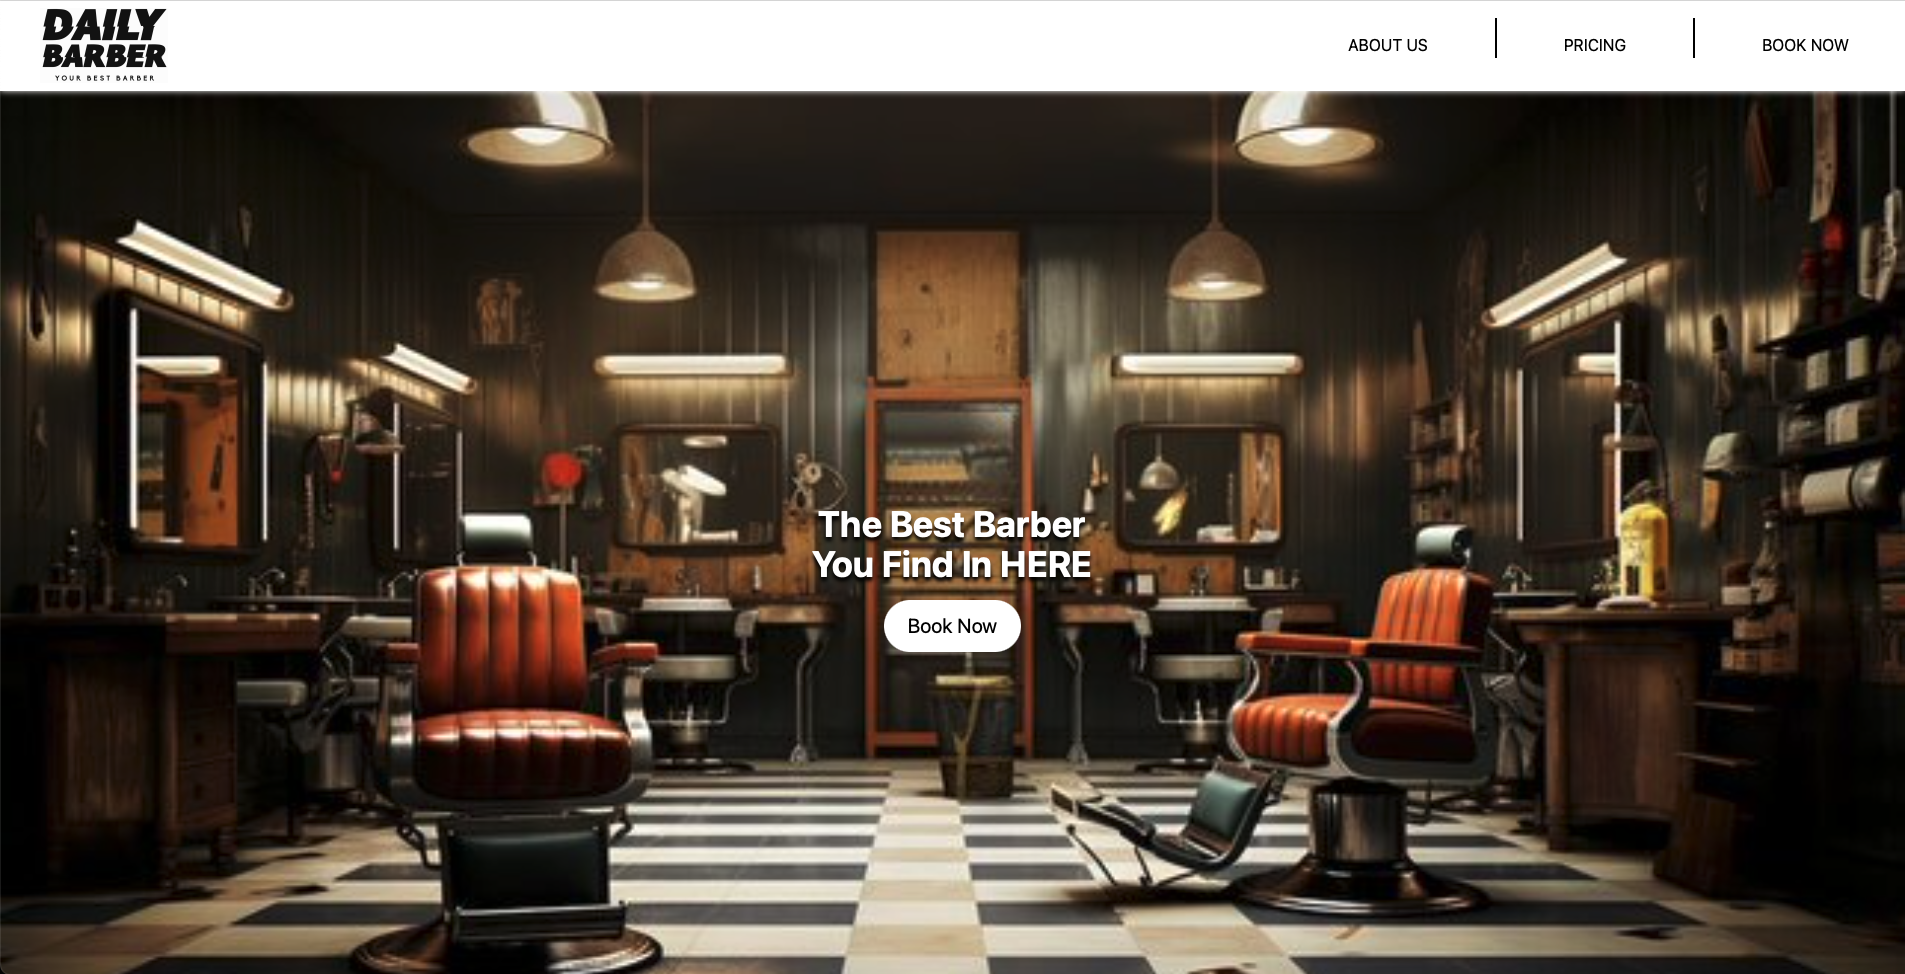 DAILY
BARBER
YOUR BEST BARBER
ABOUT US
PRICING
BOOK NOW
The Best Barber
You Find In HERE
Book Now